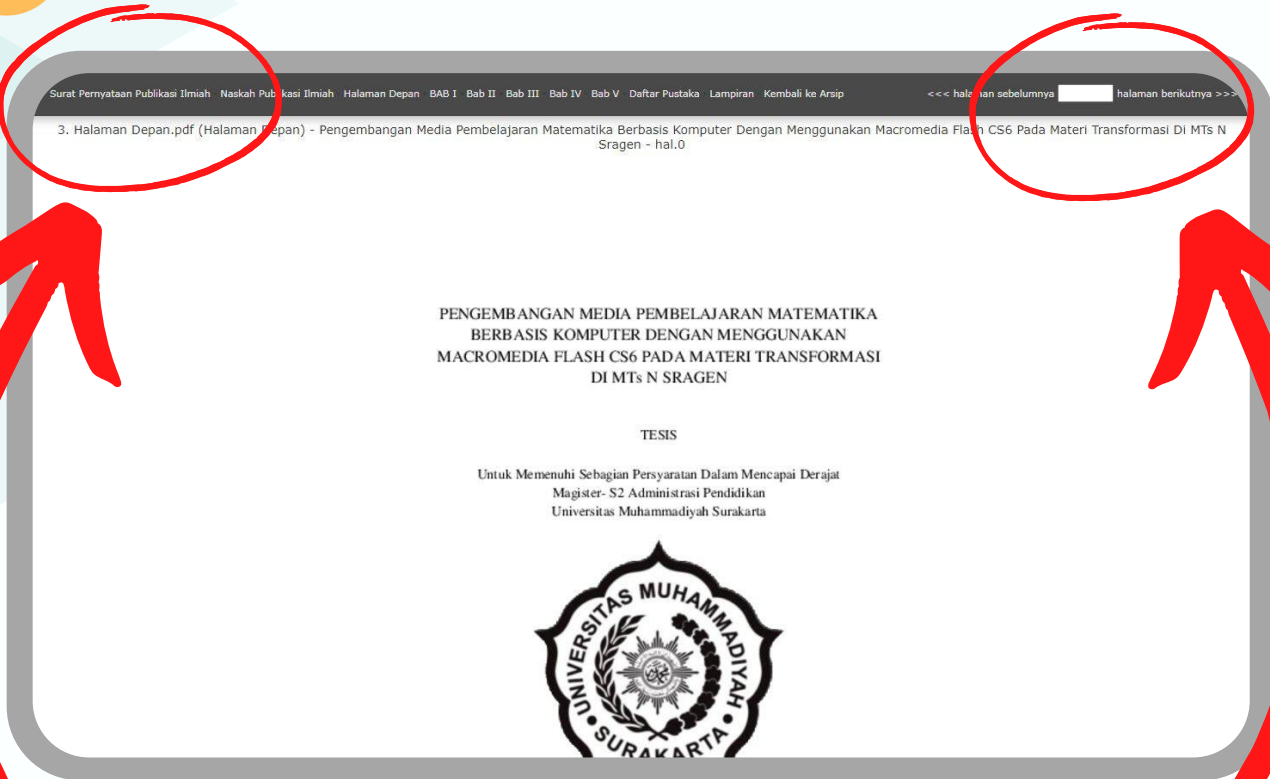 Surat Pernyataan Publikasi Ilmiah Naskah Publikasi Ilmiah Halaman Depan BAB I Bab II Bab III Bab IV Bab V Daftar Pustaka Lampiran Kembali ke Arsip <<< halaman sebelumnya halaman berikutnya >>>
3. Halaman Depan.pdf (Halaman Depan) - Pengembangan Media Pembelajaran Matematika Berbasis Komputer Dengan Menggunakan Macromedia Flash CS6 Pada Materi Transformasi Di MTs N
Sragen - hal.0
PENGEMBANGAN MEDIA PEMBELAJARAN MATEMATIKA
BERBASIS KOMPUTER DENGAN MENGGUNAKAN
MACROMEDIA FLASH CS6 PADA MATERI TRANSFORMASI
DI MTs N SRAGEN
TESIS
Untuk Memenuhi Sebagian Persyaratan Dalam Mencapai Derajat
Magister- S2 Administrasi Pendidikan
Universitas Muhammadiyah Surakarta
UNIVERSITAS MUHAMMADIYAH
SURAKARTA